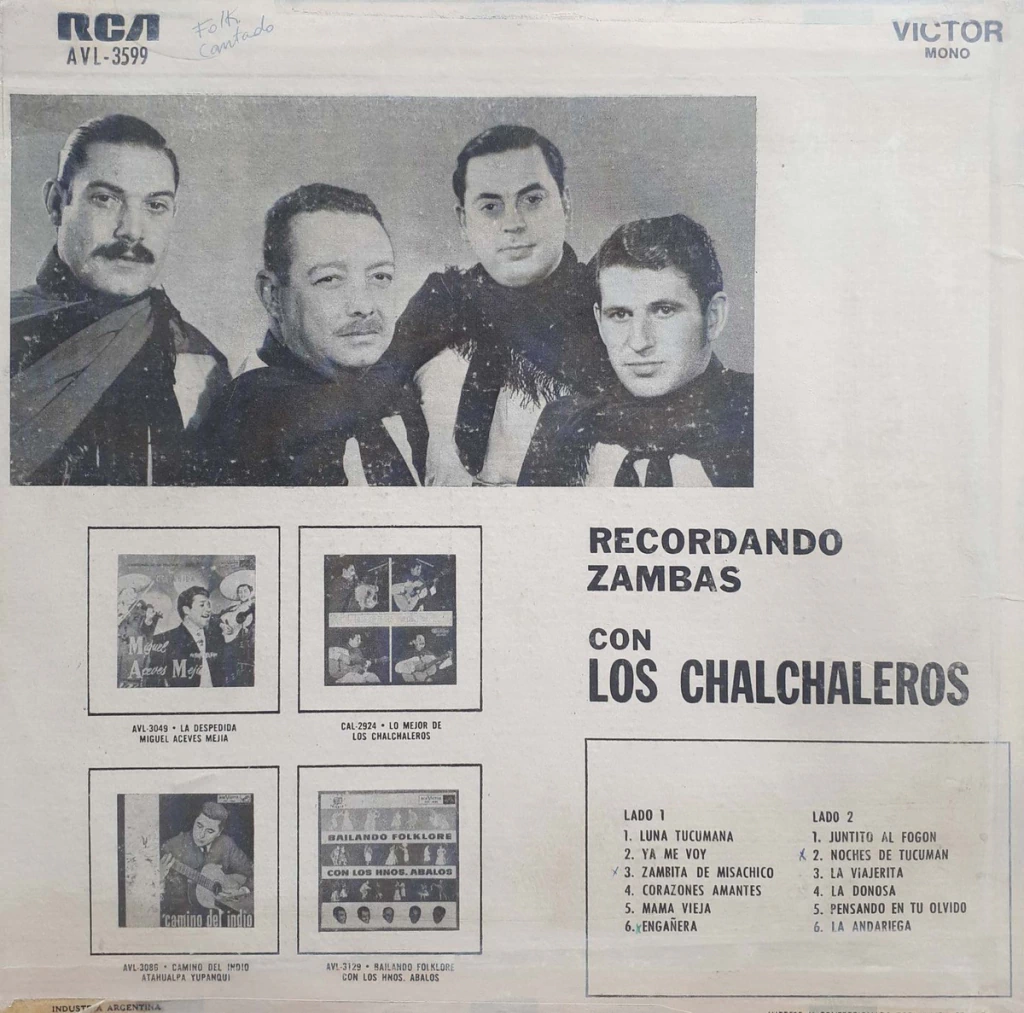 RCA
AVL-3599
Folk
Cantado
VICTOR
MONO
RECORDANDO
ZAMBAS
CON
LOS CHALCHALEROS
Miguel
Aceves Mejia
AVL-3049 • LA DESPEDIDA
MIGUEL ACEVES MEJIA
CAL-2924 • LO MEJOR DE
LOS CHALCHALEROS
camino del indio
AVL-3086 • CAMINO DEL INDIO
ATAHUALPA YUPANQUI
BAILANDO FOLKLORE
CON LOS HNOS. ABALOS
AVL-3129 • BAILANDO FOLKLORE
CON LOS HNOS. ABALOS
LADO 1
1. LUNA TUCUMANA
2. YA ME VOY
x 3. ZAMBITA DE MISACHICO
4. CORAZONES AMANTES
5. MAMA VIEJA
6. x ENGAÑERA
LADO 2
1. JUNTITO AL FOGON
x 2. NOCHES DE TUCUMAN
3. LA VIAJERITA
4. LA DONOSA
5. PENSANDO EN TU OLVIDO
6. LA ANDARIEGA
INDUSTRIA ARGENTINA